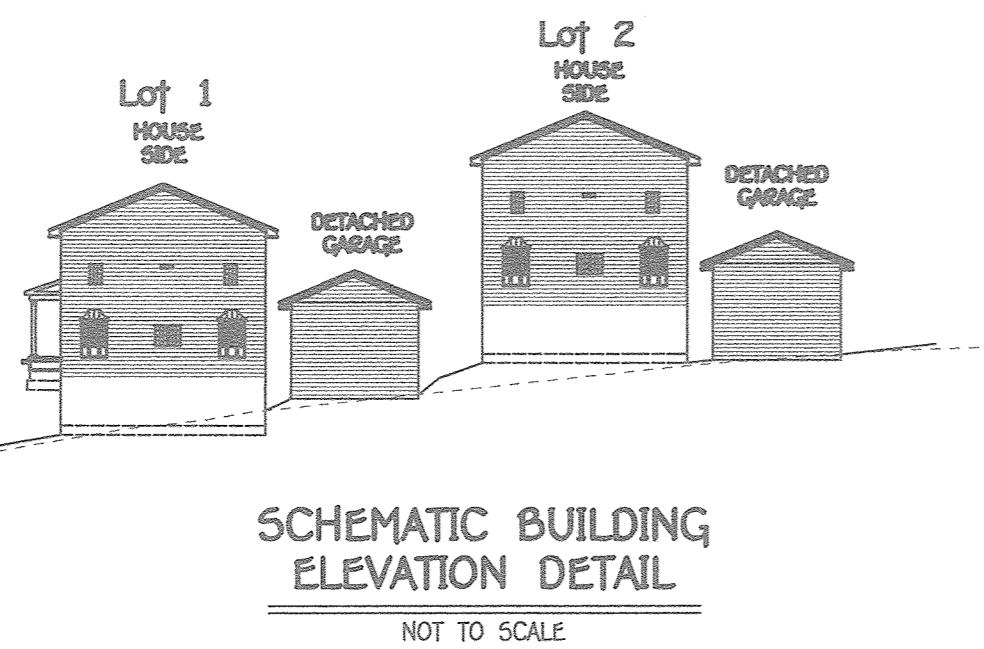 Lot 1
HOUSE
SIDE
DETACHED
GARAGE
Lot 2
HOUSE
SIDE
DETACHED
GARAGE
SCHEMATIC BUILDING
ELEVATION DETAIL
NOT TO SCALE